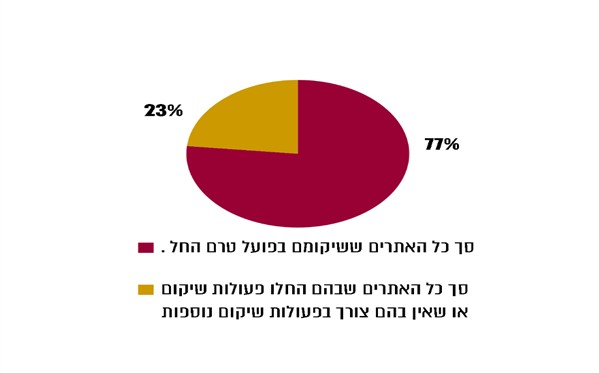 23%
77%
סך כל האתרים ששיקומם בפועל טרם החל .
סך כל האתרים שבהם החלו פעולות שיקום
או שאין בהם צורך בפעולות שיקום נוספות